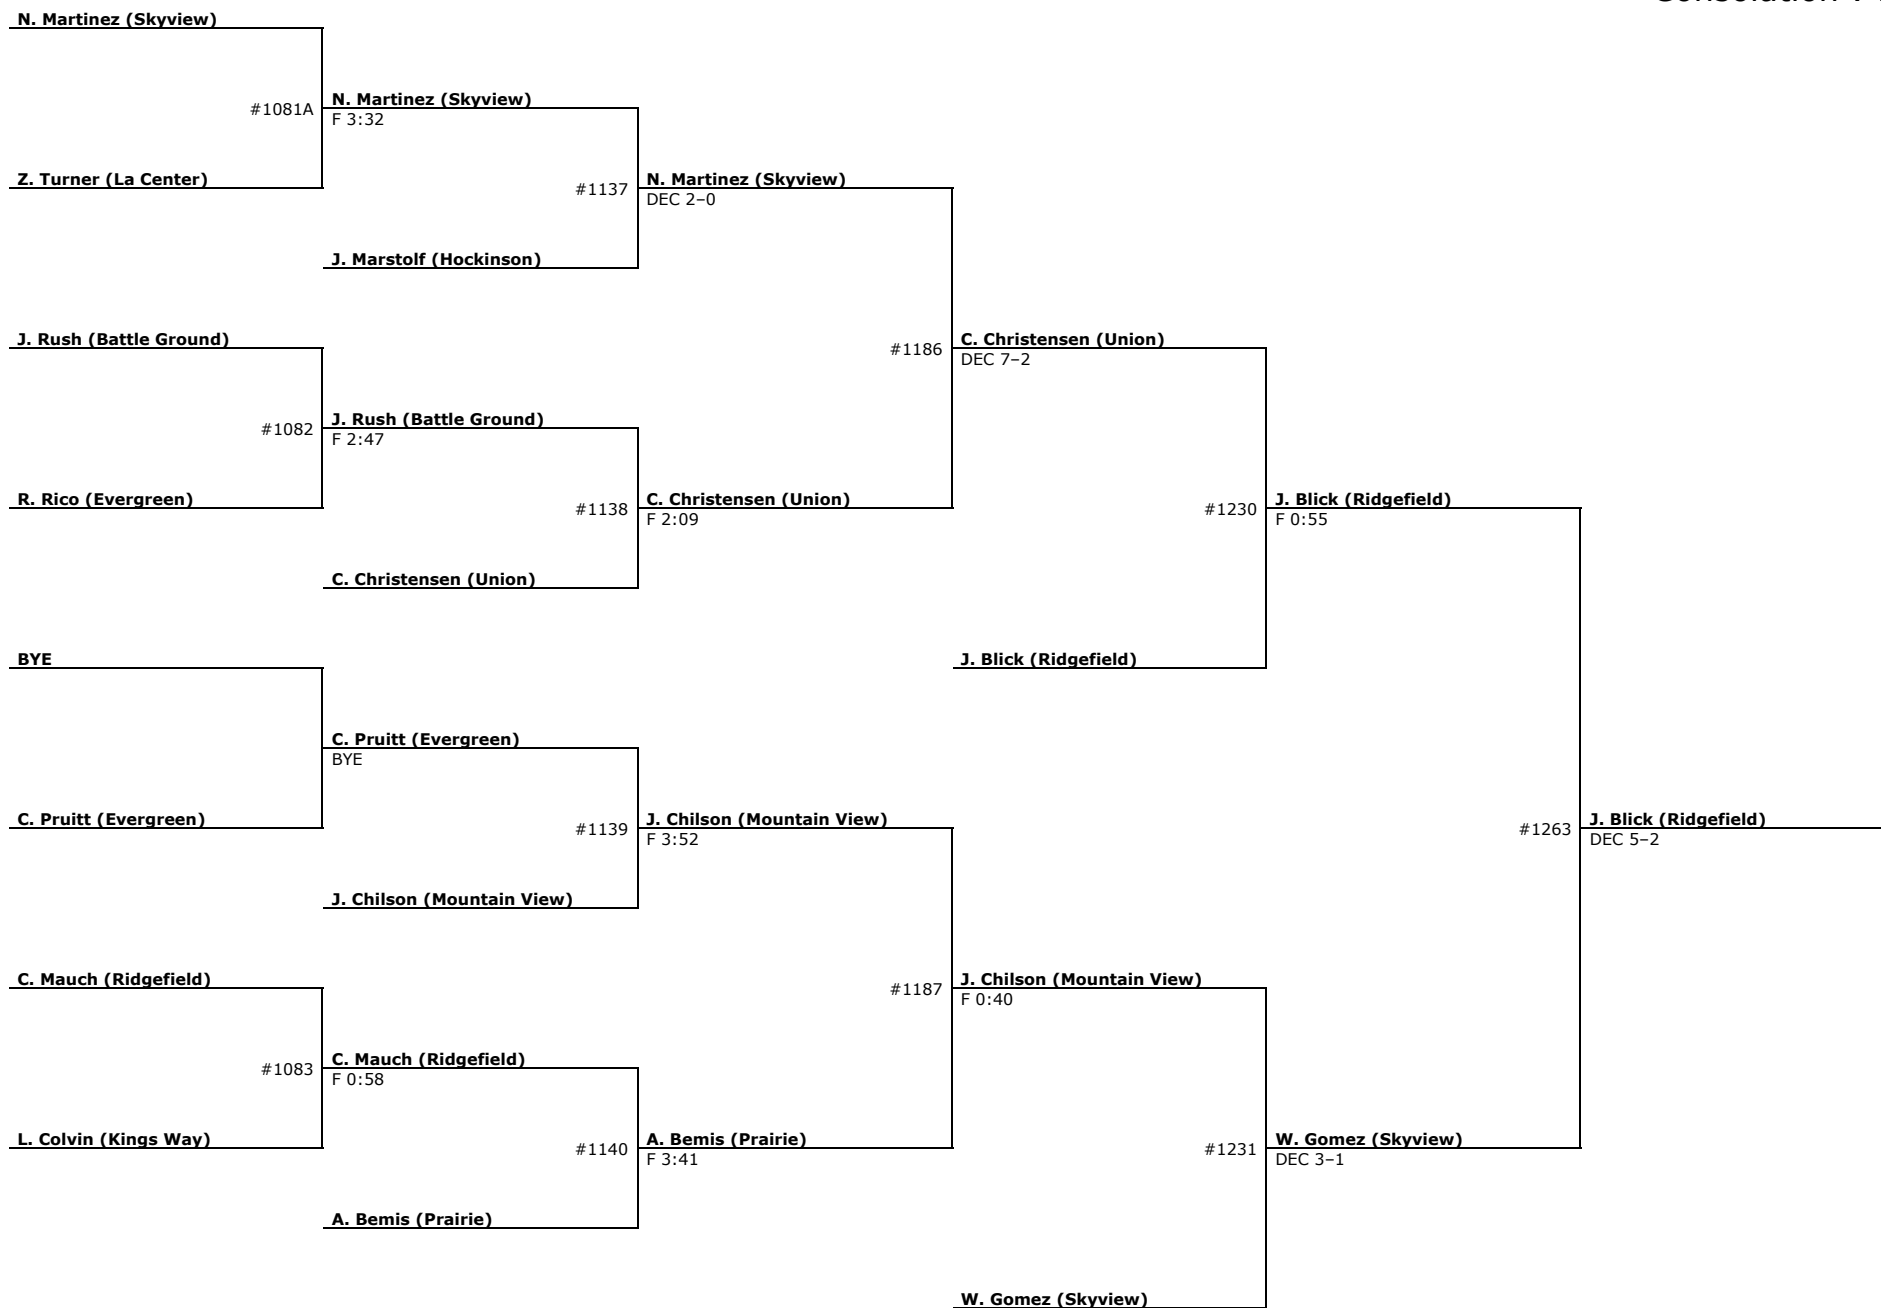 Consolation
N. Martinez (Skyview)
#1081A
N. Martinez (Skyview)
F 3:32
Z. Turner (La Center)
#1137
N. Martinez (Skyview)
DEC 2–0
J. Marstolf (Hockinson)
J. Rush (Battle Ground)
#1186
C. Christensen (Union)
DEC 7–2
#1082
J. Rush (Battle Ground)
F 2:47
R. Rico (Evergreen)
#1138
C. Christensen (Union)
F 2:09
#1230
J. Blick (Ridgefield)
F 0:55
C. Christensen (Union)
BYE
J. Blick (Ridgefield)
C. Pruitt (Evergreen)
BYE
C. Pruitt (Evergreen)
#1139
J. Chilson (Mountain View)
F 3:52
#1263
J. Blick (Ridgefield)
DEC 5–2
J. Chilson (Mountain View)
C. Mauch (Ridgefield)
#1187
J. Chilson (Mountain View)
F 0:40
#1083
C. Mauch (Ridgefield)
F 0:58
L. Colvin (Kings Way)
#1140
A. Bemis (Prairie)
F 3:41
#1231
W. Gomez (Skyview)
DEC 3–1
A. Bemis (Prairie)
W. Gomez (Skyview)